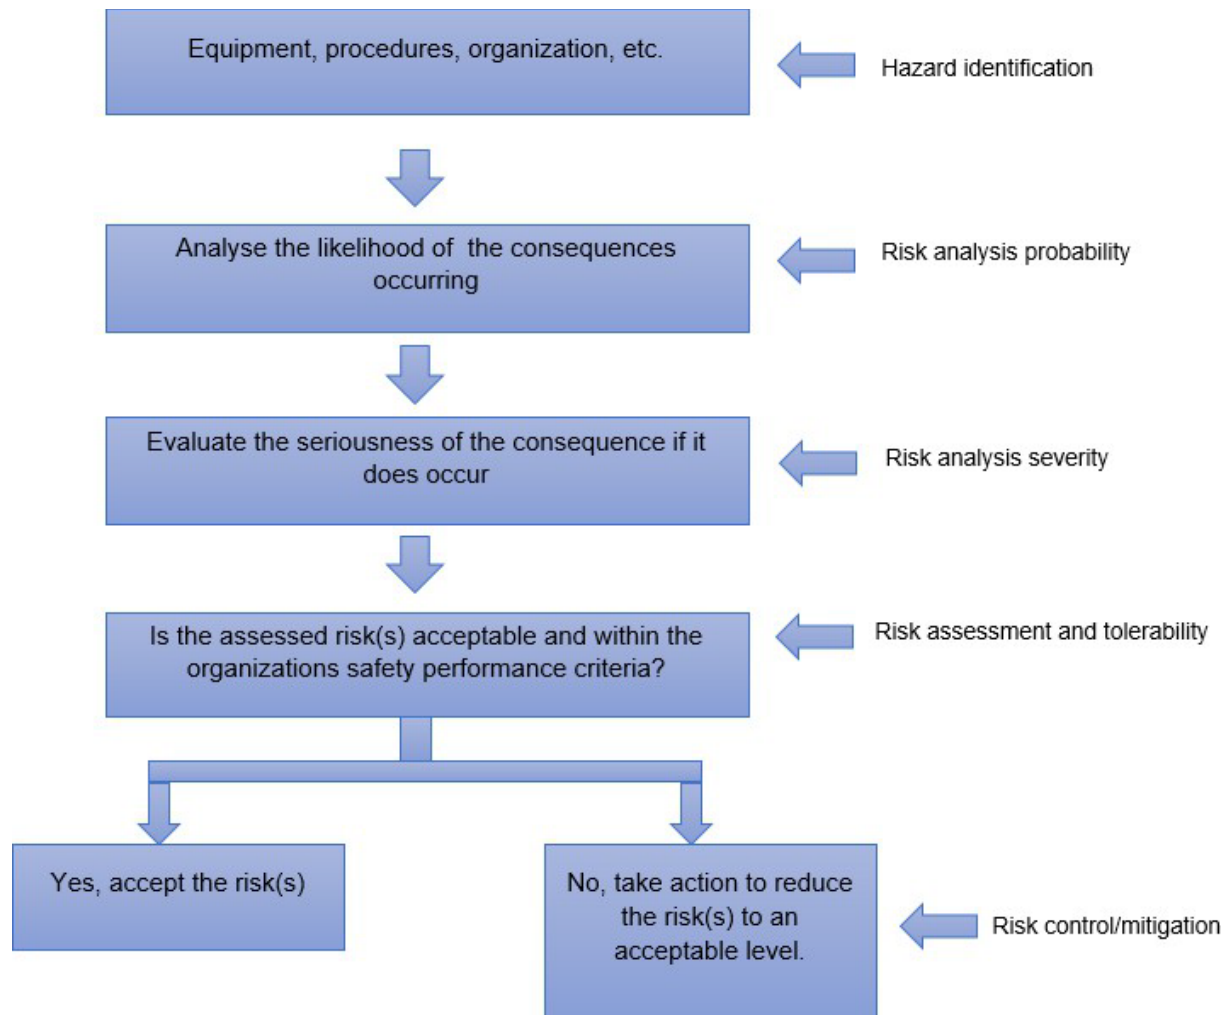 Equipment, procedures, organization, etc.
Hazard identification
Analyse the likelihood of  the consequences
occurring
Risk analysis probability
Evaluate the seriousness of the consequence if it
does occur
Risk analysis severity
Is the assessed risk(s) acceptable and within the
organizations safety performance criteria?
Risk assessment and tolerability
Yes, accept the risk(s)
No, take action to reduce
the risk(s) to an
acceptable level.
Risk control/mitigation